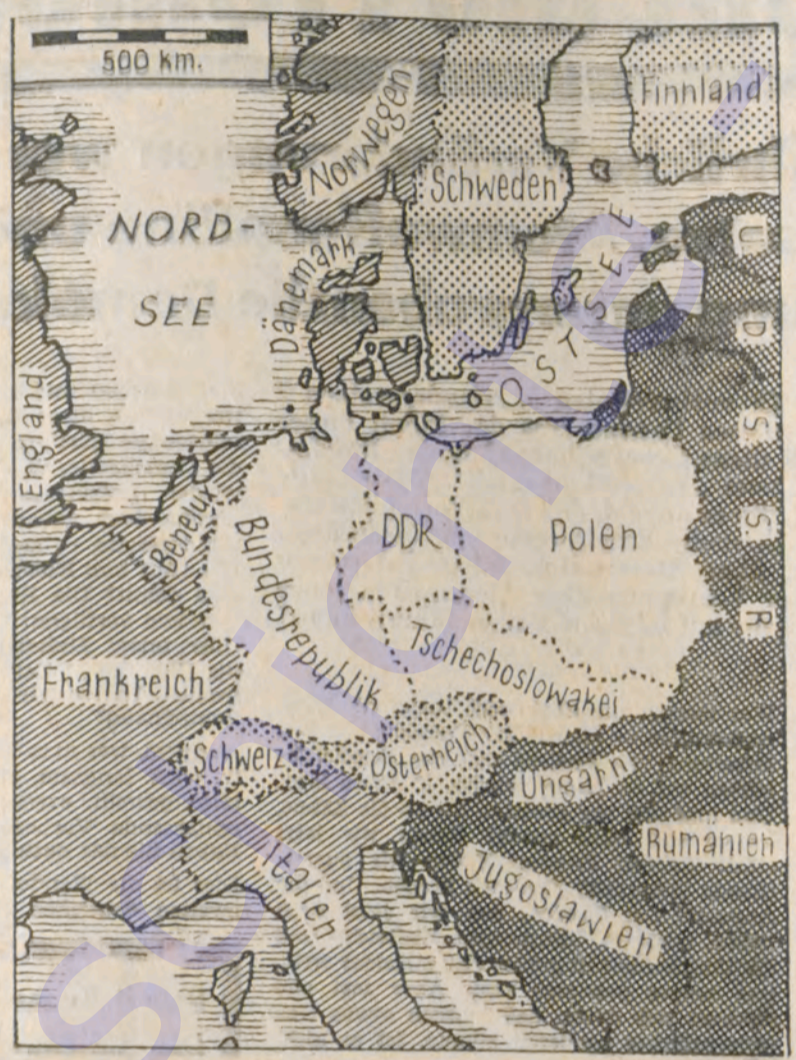 500 km.
Norwegen
Finnland
Schweden
NORD-
SEE
Dänemark
OSTSEE
U.D.S.S.R.
England
Benelux
Bundesrepublik
DDR
Polen
Tschechoslowakei
Frankreich
Schweiz
Österreich
Ungarn
Rumänien
Italien
Jugoslawien